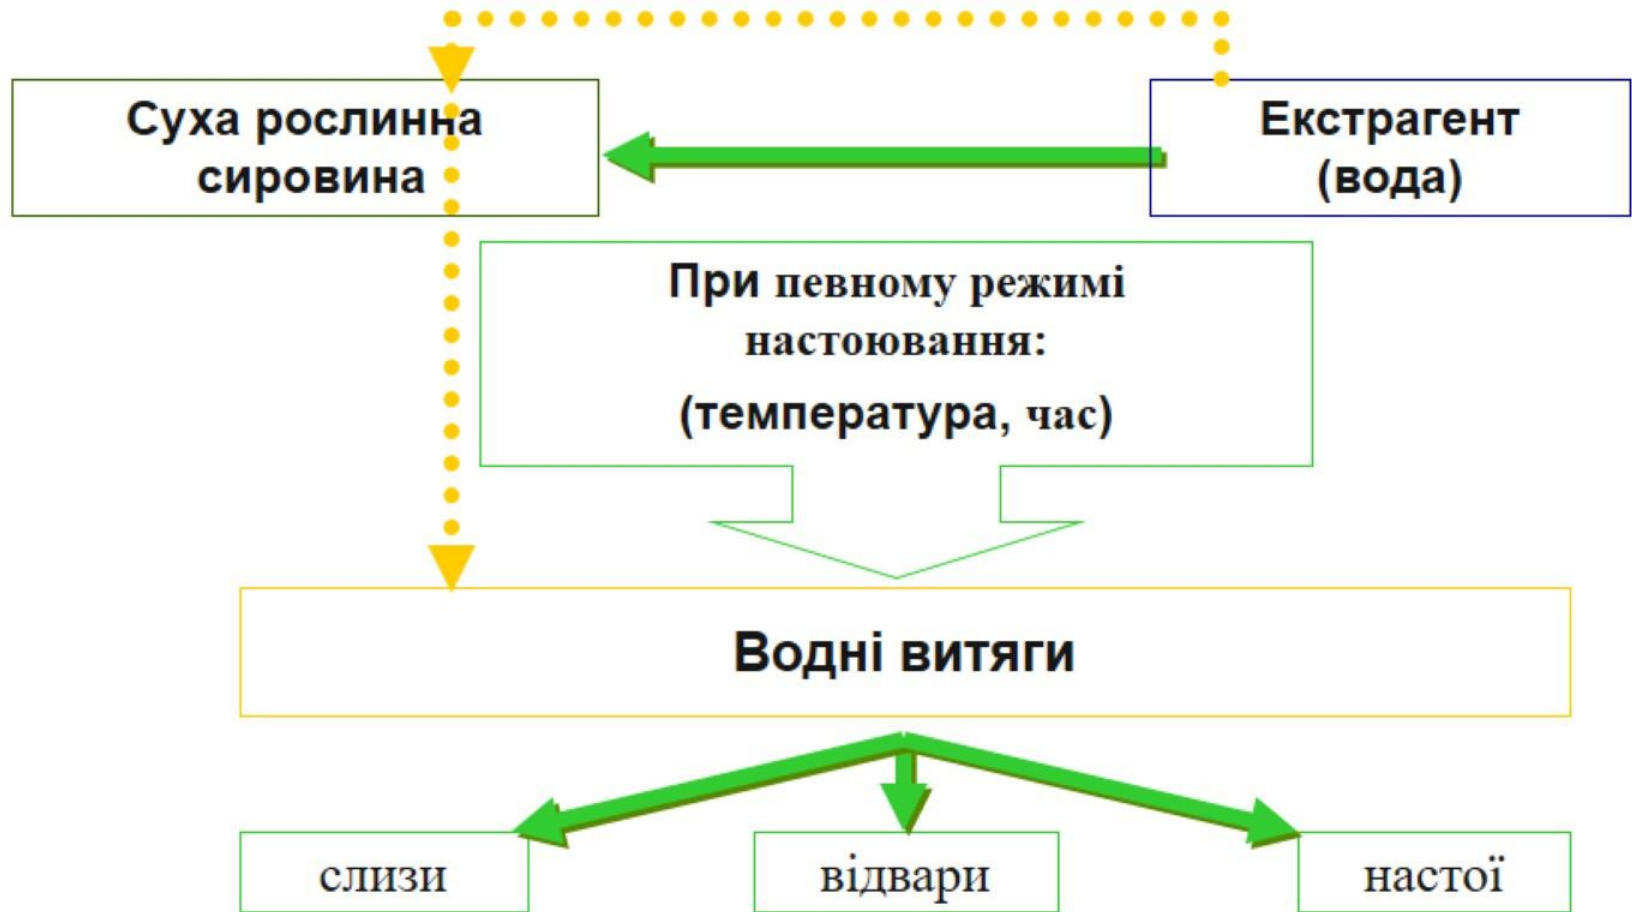 Суха рослинна
сировина
Екстрагент
(вода)
При певному режимі
настоювання:
(температура, час)
Водні витяги
слизи
відвари
настої